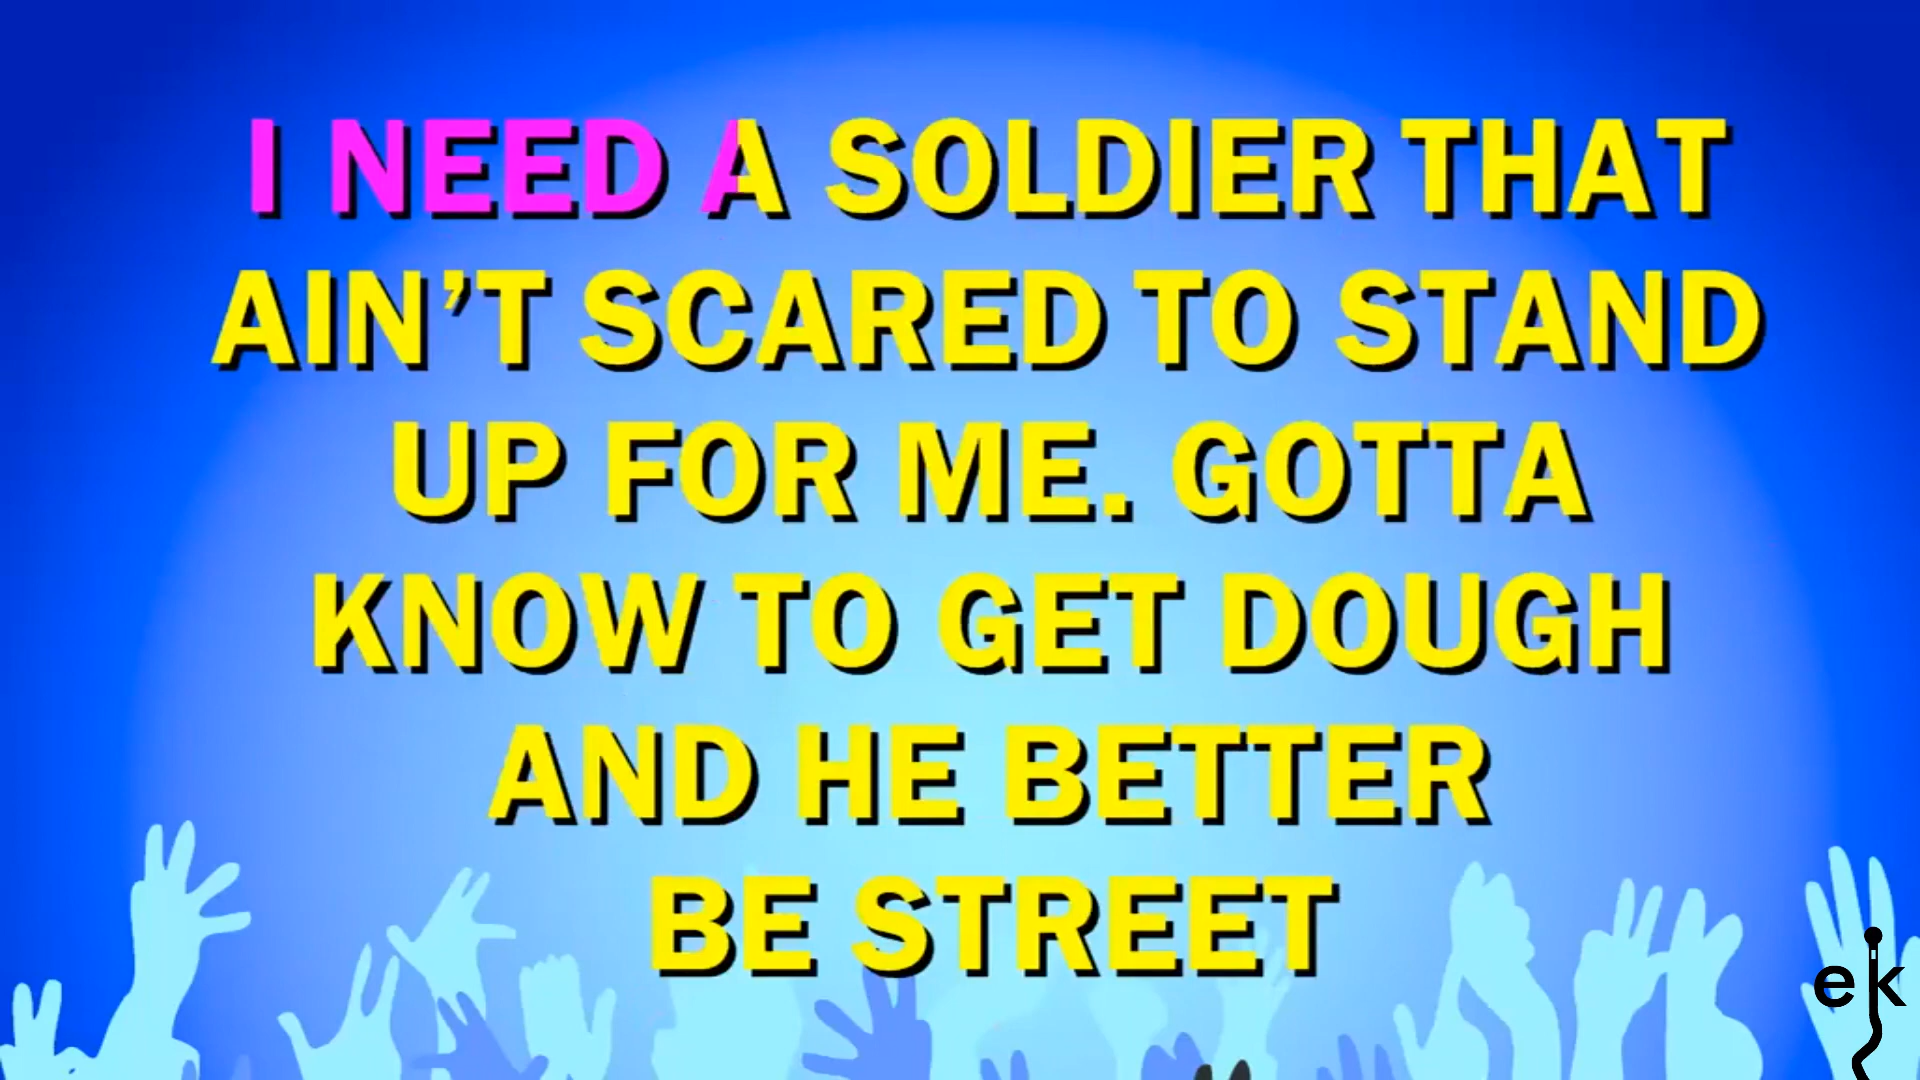 I NEED A SOLDIER THAT
AIN’T SCARED TO STAND
UP FOR ME. GOTTA
KNOW TO GET DOUGH
AND HE BETTER
BE STREET
ek